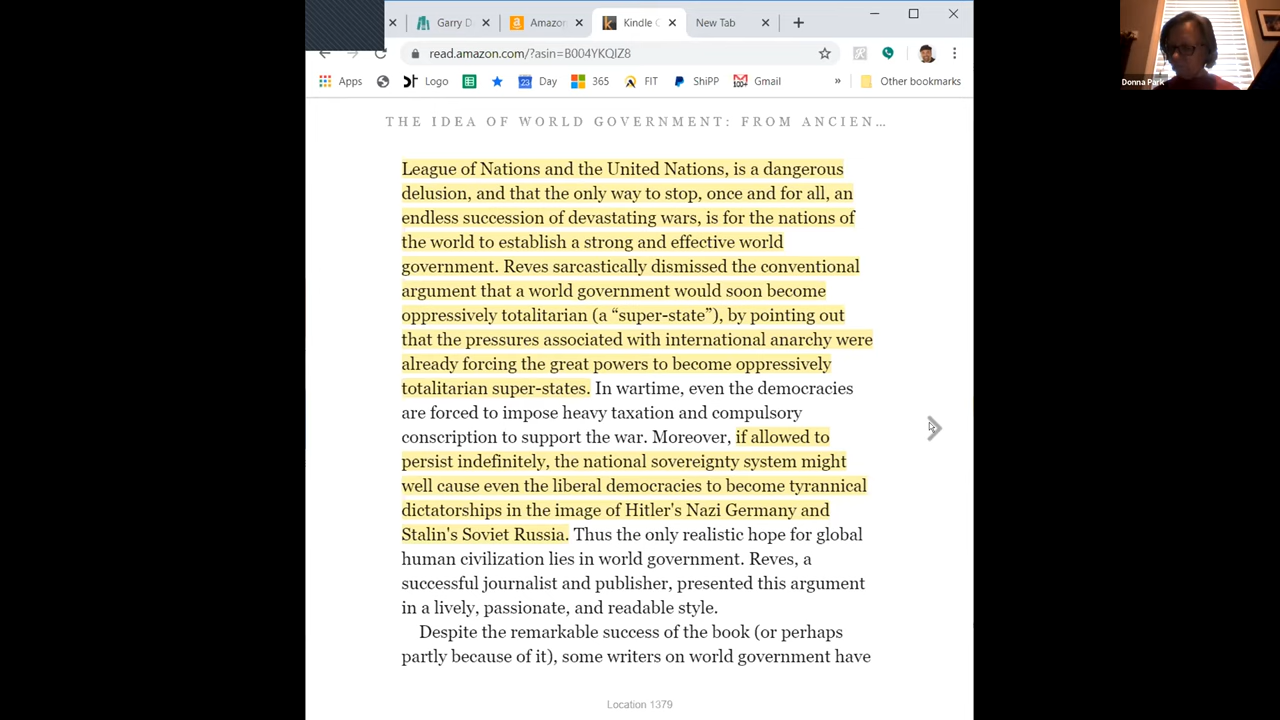 Garry D
Amazon
Kindle C
New Tab
read.amazon.com/?asin=B004YKQIZ8
Apps
Logo
23
365
FIT
ShiPP
100+
Gmail
»
Other bookmarks
THE IDEA OF WORLD GOVERNMENT: FROM ANCIEN…
League of Nations and the United Nations, is a dangerous
delusion, and that the only way to stop, once and for all, an
endless succession of devastating wars, is for the nations of
the world to establish a strong and effective world
government. Reves sarcastically dismissed the conventional
argument that a world government would soon become
oppressively totalitarian (a “super-state”), by pointing out
that the pressures associated with international anarchy were
already forcing the great powers to become oppressively
totalitarian super-states. In wartime, even the democracies
are forced to impose heavy taxation and compulsory
conscription to support the war. Moreover, if allowed to
persist indefinitely, the national sovereignty system might
well cause even the liberal democracies to become tyrannical
dictatorships in the image of Hitler's Nazi Germany and
Stalin's Soviet Russia. Thus the only realistic hope for global
human civilization lies in world government. Reves, a
successful journalist and publisher, presented this argument
in a lively, passionate, and readable style.
Despite the remarkable success of the book (or perhaps
partly because of it), some writers on world government have
Location 1379
Donna Park